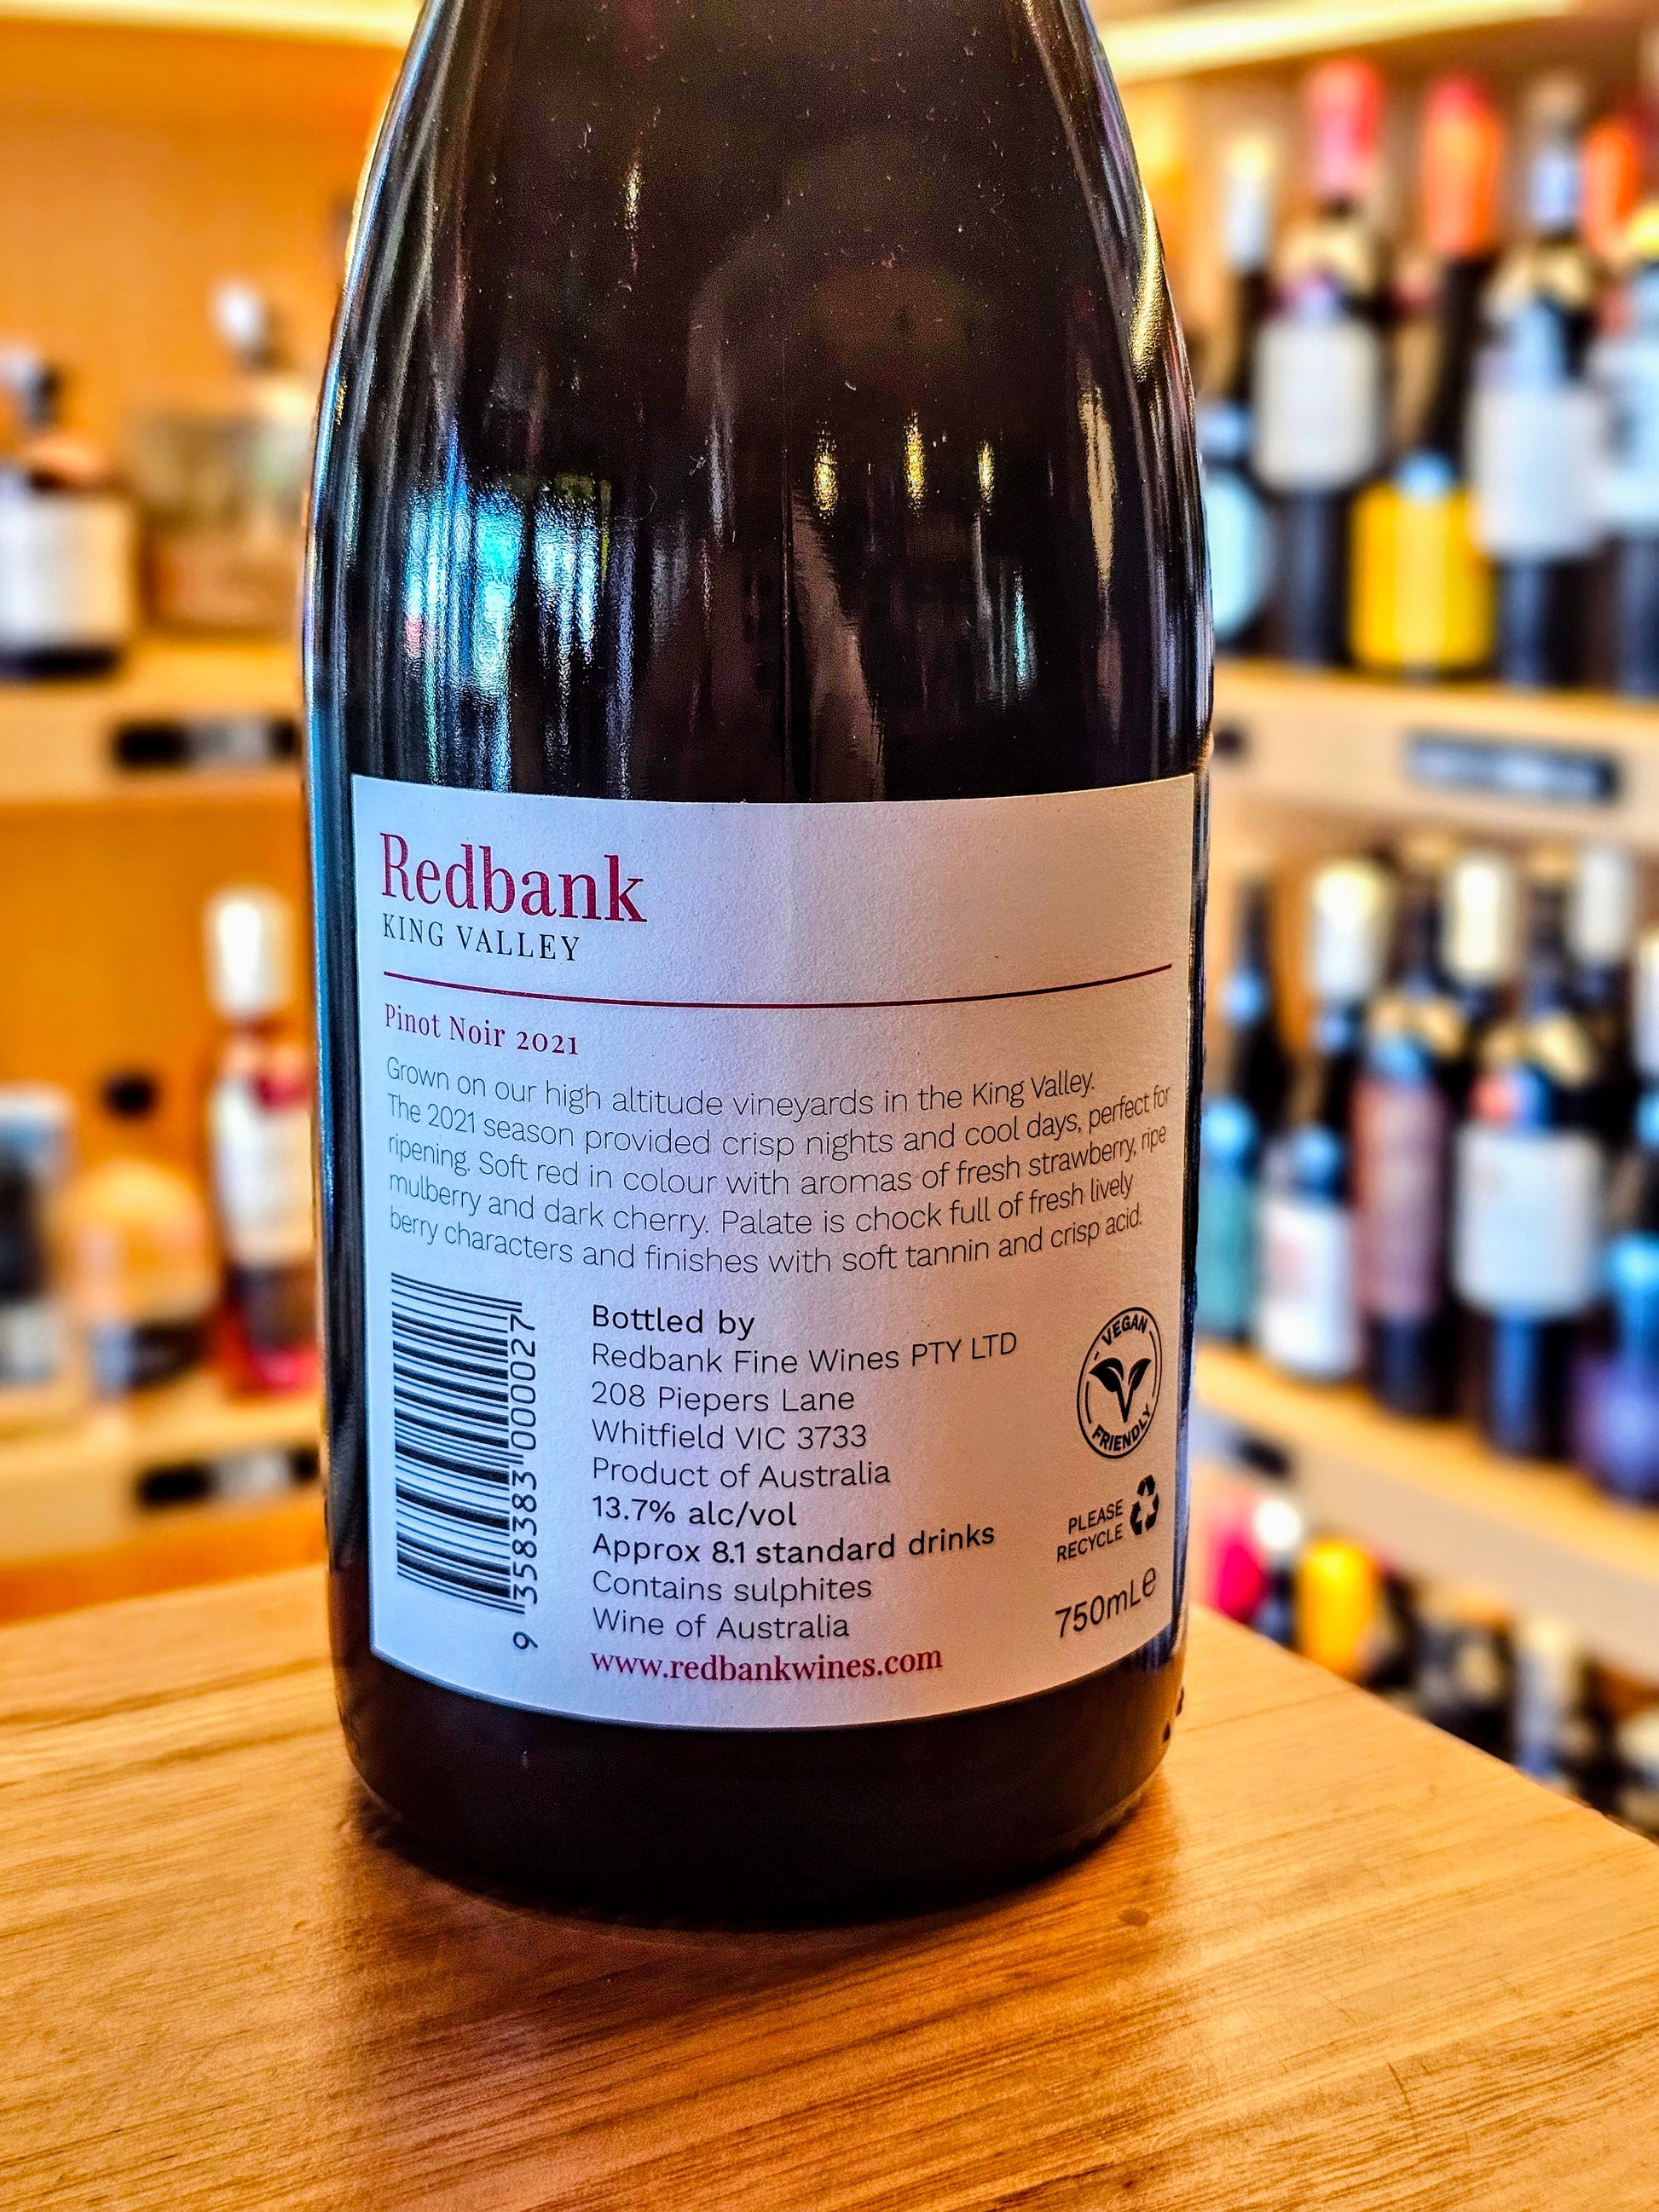 Redbank
KING VALLEY
Pinot Noir 2021
Grown on our high altitude vineyards in the King Valley.
The 2021 season provided crisp nights and cool days, perfect for
ripening. Soft red in colour with aromas of fresh strawberry, ripe
mulberry and dark cherry. Palate is chock full of fresh lively
berry characters and finishes with soft tannin and crisp acid.
9 358383 000027
Bottled by
Redbank Fine Wines PTY LTD
208 Piepers Lane
Whitfield VIC 3733
Product of Australia
13.7% alc/vol
Approx 8.1 standard drinks
Contains sulphites
Wine of Australia
www.redbankwines.com
VEGAN
FRIENDLY
PLEASE
RECYCLE
750mL℮